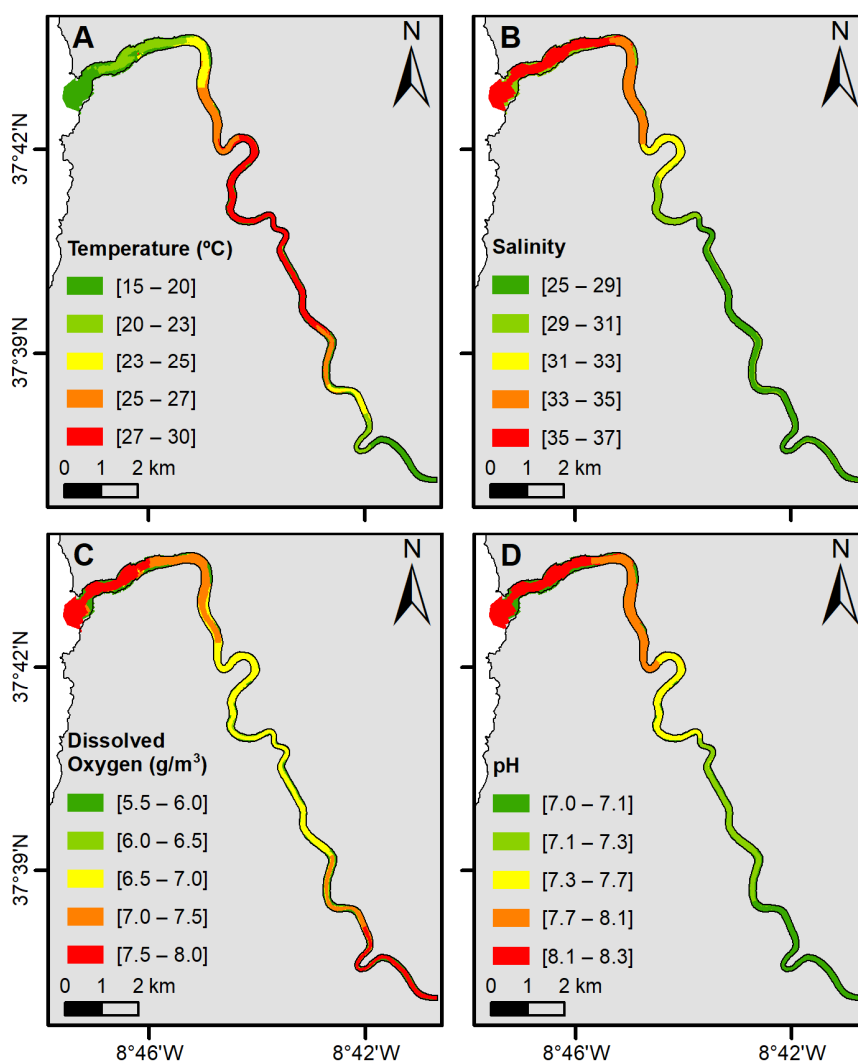 A
N
37°42'N
37°39'N
Temperature (ºC)
[15 – 20]
[20 – 23]
[23 – 25]
[25 – 27]
[27 – 30]
0 1 2 km
B
N
Salinity
[25 – 29]
[29 – 31]
[31 – 33]
[33 – 35]
[35 – 37]
0 1 2 km
C
N
37°42'N
37°39'N
Dissolved
Oxygen (g/m³)
[5.5 – 6.0]
[6.0 – 6.5]
[6.5 – 7.0]
[7.0 – 7.5]
[7.5 – 8.0]
0 1 2 km
8°46'W 8°42'W
D
N
pH
[7.0 – 7.1]
[7.1 – 7.3]
[7.3 – 7.7]
[7.7 – 8.1]
[8.1 – 8.3]
0 1 2 km
8°46'W 8°42'W